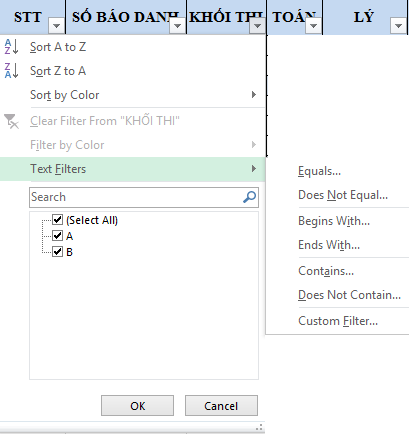 STT SỐ BÁO DANH KHỐI THI TOÁN LÝ
Sort A to Z
Sort Z to A
Sort by Color
Clear Filter From "KHỐI THI"
Filter by Color
Text Filters
Search
(Select All)
A
B
OK Cancel
Equals...
Does Not Equal...
Begins With...
Ends With...
Contains...
Does Not Contain...
Custom Filter...